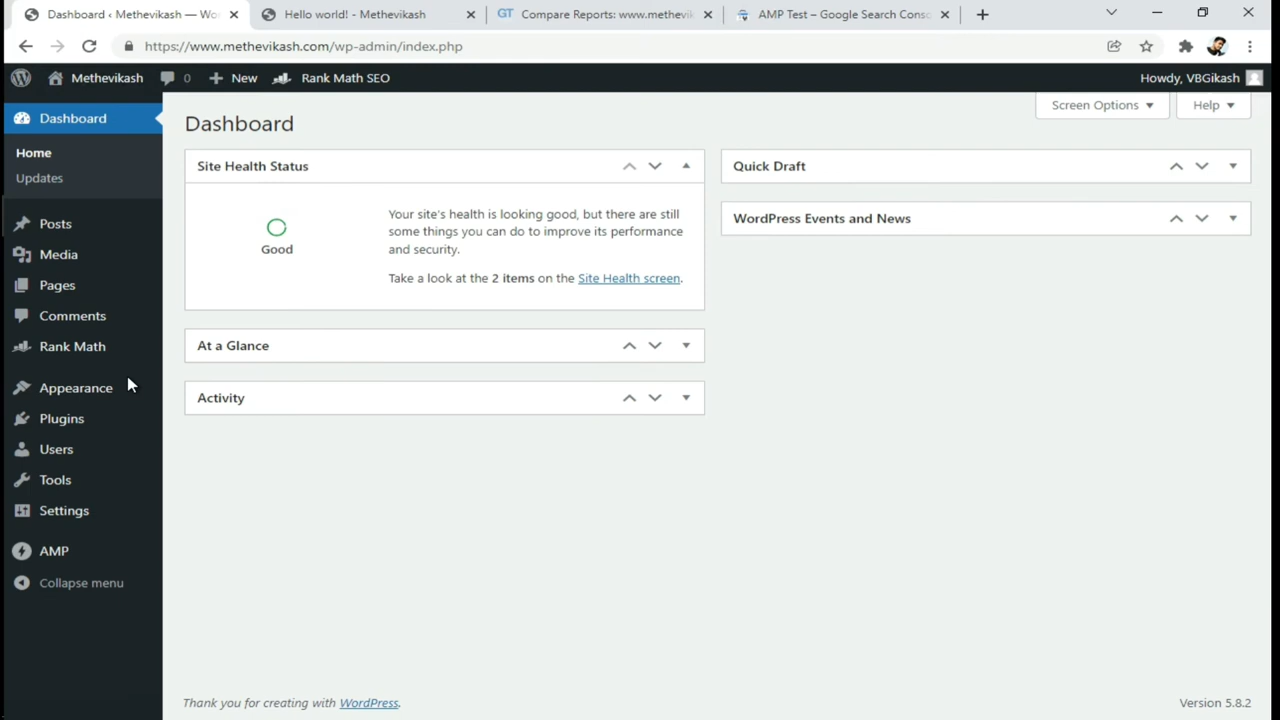 Dashboard ‹ Methevikash — Wo
Hello world! - Methevikash
GT Compare Reports: www.methevik
AMP Test – Google Search Conso
https://www.methevikash.com/wp-admin/index.php
Methevikash
0
New
Rank Math SEO
Howdy, VBGikash
Dashboard
Home
Updates
Posts
Media
Pages
Comments
Rank Math
Appearance
Plugins
Users
Tools
Settings
AMP
Collapse menu
Screen Options
Help
Dashboard
Site Health Status
Good
Your site's health is looking good, but there are still
some things you can do to improve its performance
and security.
Take a look at the 2 items on the Site Health screen.
At a Glance
Activity
Quick Draft
WordPress Events and News
Thank you for creating with WordPress.
Version 5.8.2